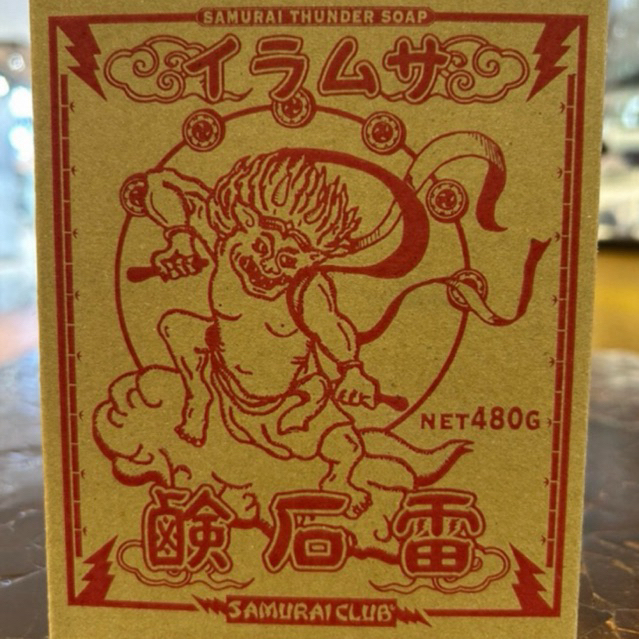 SAMURAI THUNDER SOAP
サムライ
NET480G
雷石鹸
SAMURAI CLUB